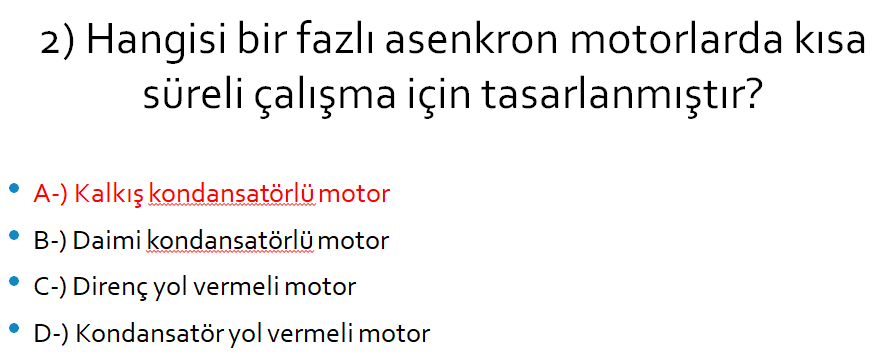 2) Hangisi bir fazlı asenkron motorlarda kısa
süreli çalışma için tasarlanmıştır?
• A-) Kalkış kondansatörlü motor
• B-) Daimi kondansatörlü motor
• C-) Direnç yol vermeli motor
• D-) Kondansatör yol vermeli motor